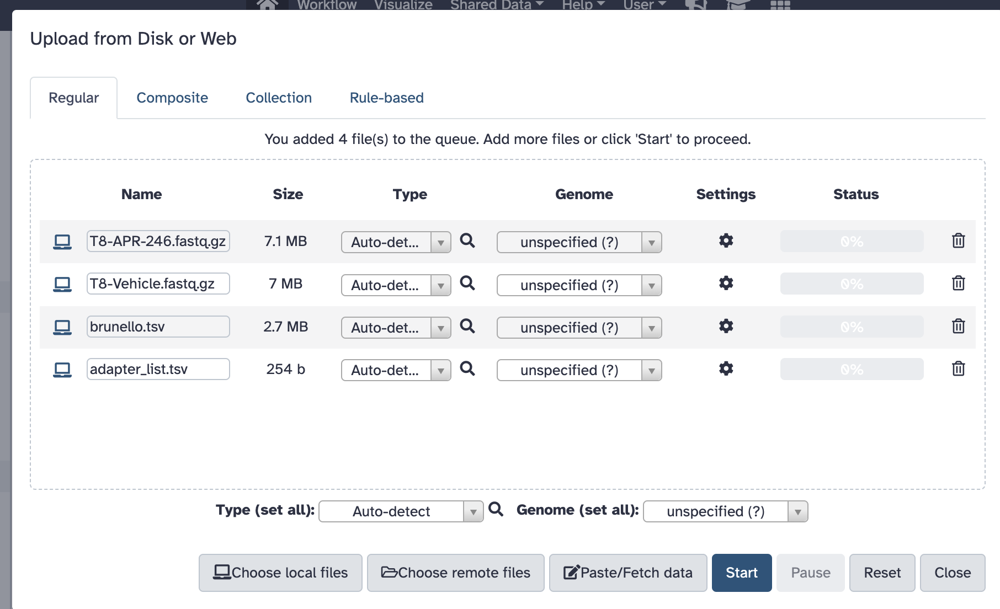 Workflow Visualize Shared Data Help User
Upload from Disk or Web
Regular Composite Collection Rule-based
You added 4 file(s) to the queue. Add more files or click 'Start' to proceed.
Name Size Type Genome Settings Status
T8-APR-246.fastq.gz 7.1 MB Auto-det... unspecified (?) 0%
T8-Vehicle.fastq.gz 7 MB Auto-det... unspecified (?) 0%
brunello.tsv 2.7 MB Auto-det... unspecified (?) 0%
adapter_list.tsv 254 b Auto-det... unspecified (?) 0%
Type (set all): Auto-detect Genome (set all): unspecified (?)
Choose local files Choose remote files Paste/Fetch data Start Pause Reset Close